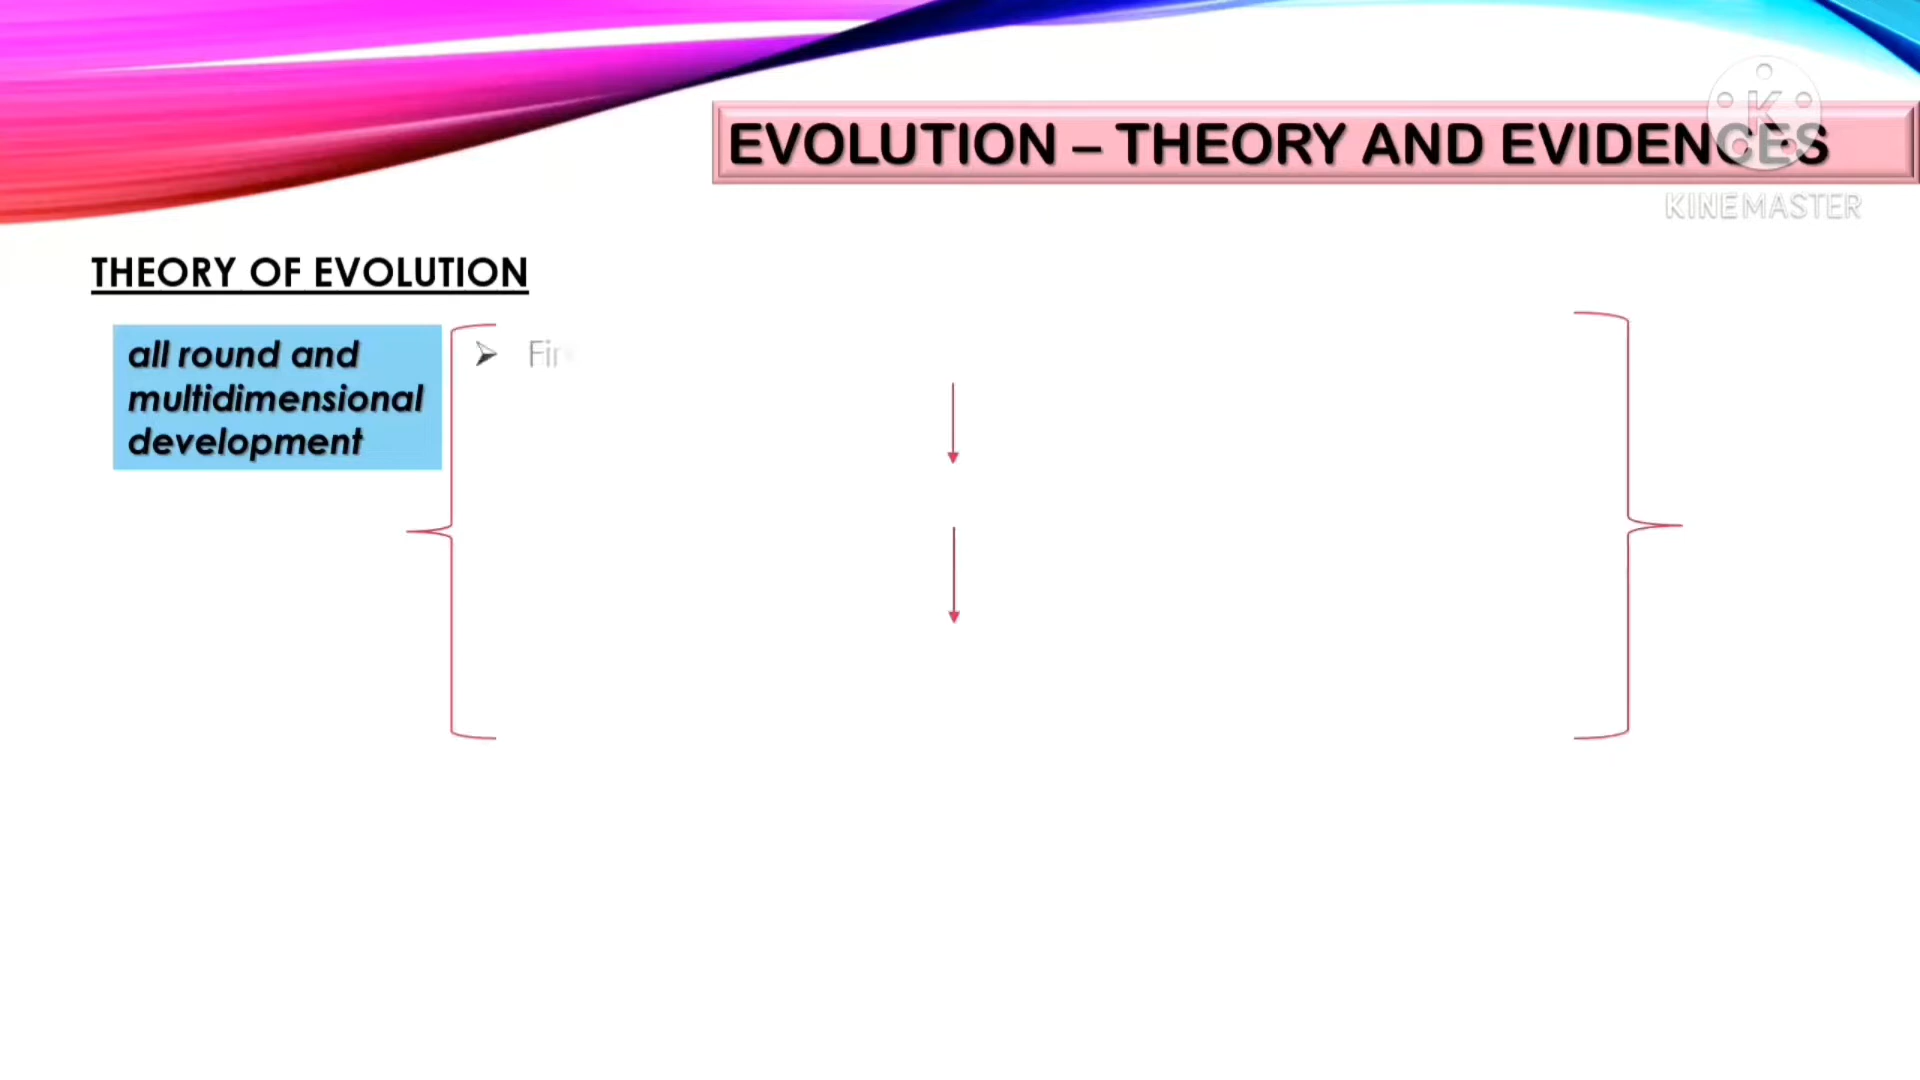 EVOLUTION – THEORY AND EVIDENCES
K
KINEMASTER
THEORY OF EVOLUTION
all round and
multidimensional
development